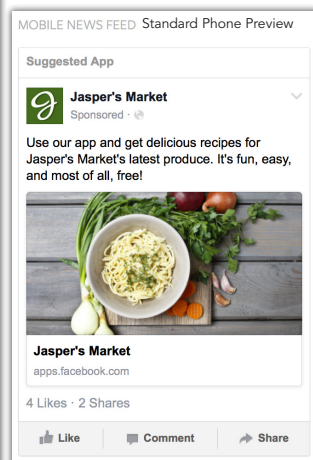 MOBILE NEWS FEED Standard Phone Preview
Suggested App
Jasper's Market
Sponsored ·
Use our app and get delicious recipes for
Jasper's Market's latest produce. It's fun, easy,
and most of all, free!
Jasper's Market
apps.facebook.com
4 Likes · 2 Shares
Like Comment Share